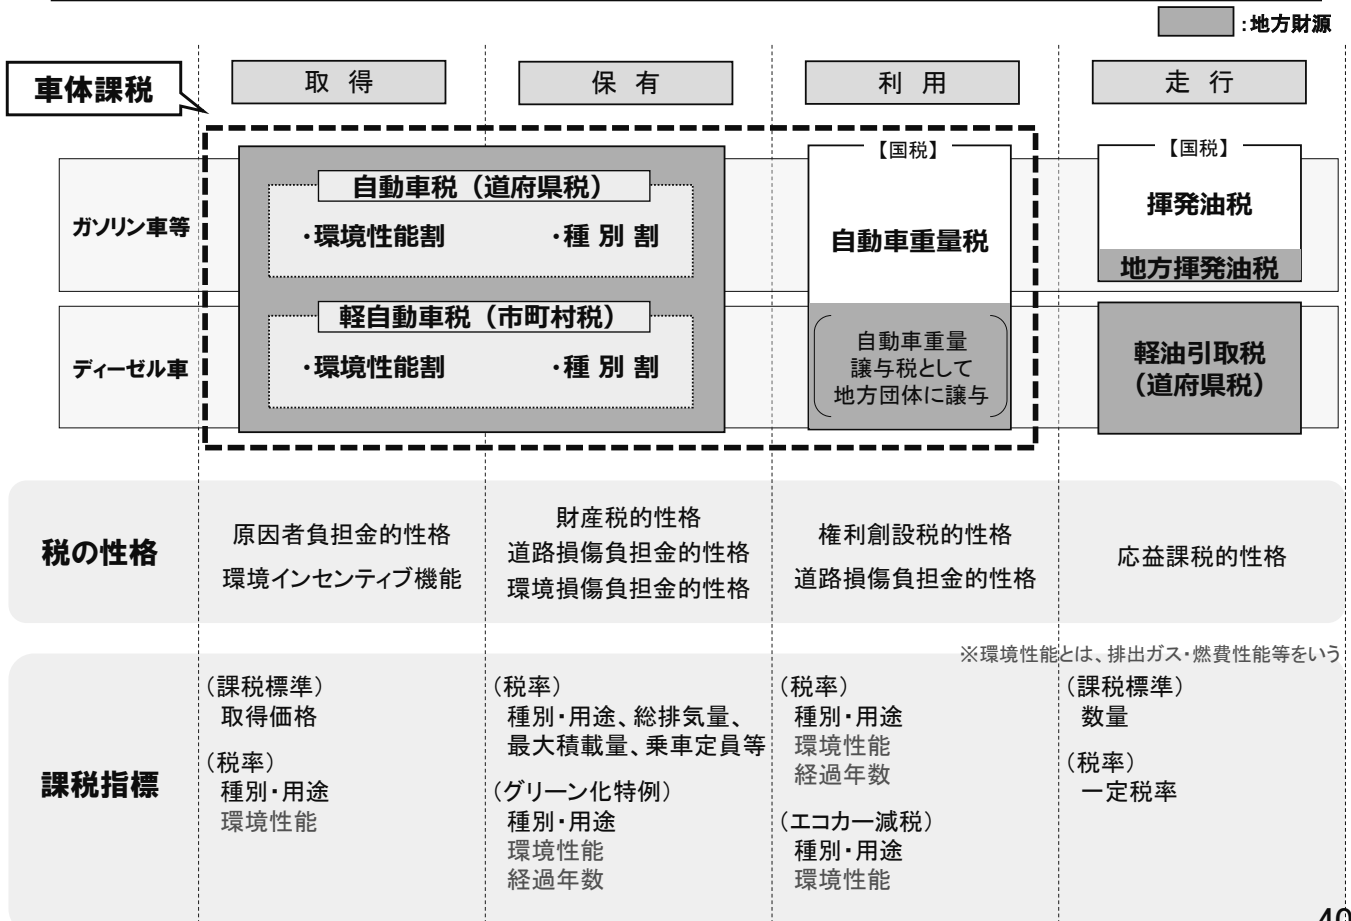 :地方財源
車体課税
取 得
保 有
利 用
走 行
ガソリン車等
ディーゼル車
自動車税（道府県税）
・環境性能割 ・種 別 割
軽自動車税（市町村税）
・環境性能割 ・種 別 割
【国税】
自動車重量税
自動車重量
譲与税として
地方団体に譲与
【国税】
揮発油税
地方揮発油税
軽油引取税
（道府県税）
税の性格
原因者負担金的性格
環境インセンティブ機能
財産税的性格
道路損傷負担金的性格
環境損傷負担金的性格
権利創設税的性格
道路損傷負担金的性格
応益課税的性格
※環境性能とは、排出ガス・燃費性能等をいう
課税指標
（課税標準）
取得価格
（税率）
種別・用途
環境性能
（税率）
種別・用途、総排気量、
最大積載量、乗車定員等
（グリーン化特例）
種別・用途
環境性能
経過年数
（税率）
種別・用途
環境性能
経過年数
（エコカー減税）
種別・用途
環境性能
（課税標準）
数量
（税率）
一定税率